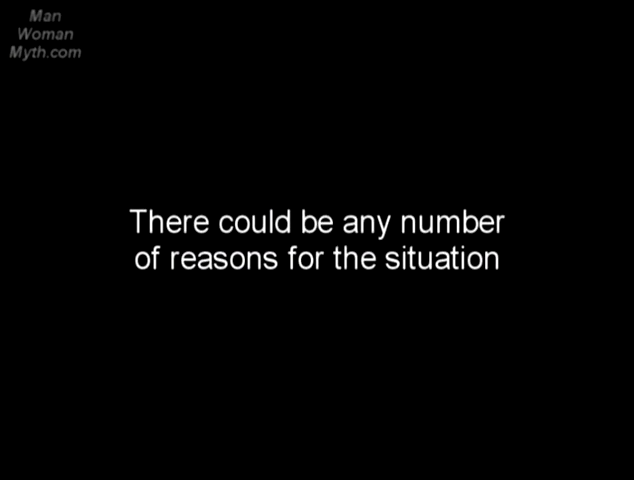 Man
Woman
Myth.com
There could be any number
of reasons for the situation